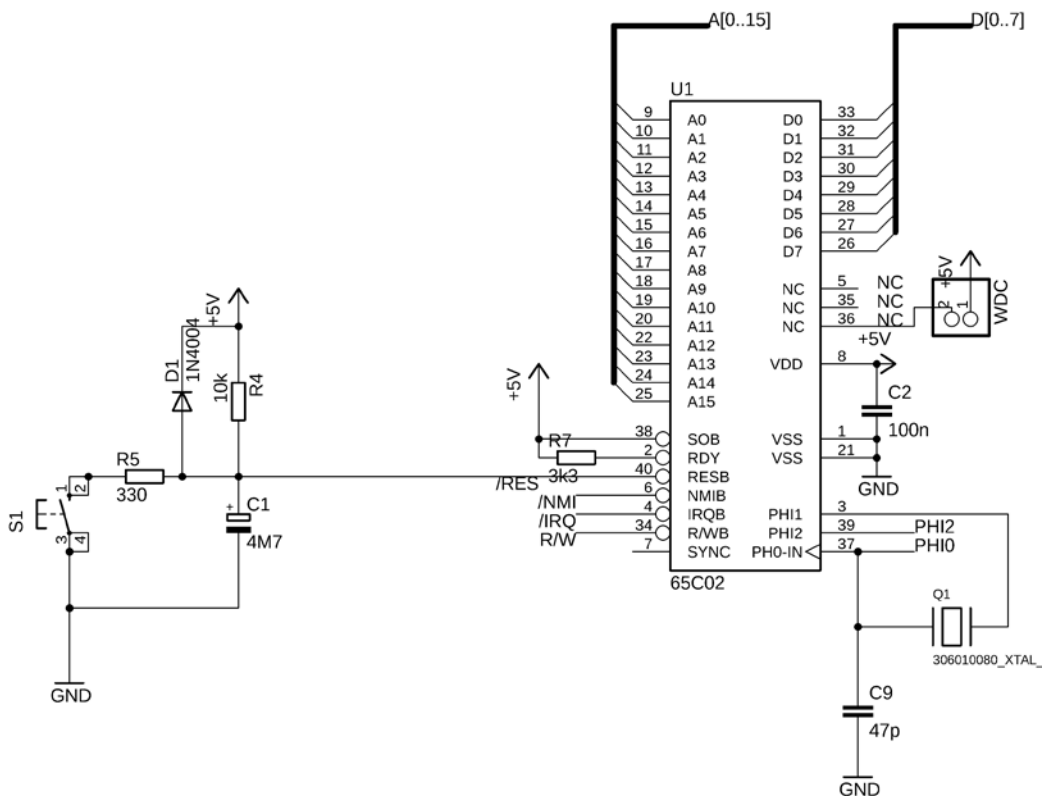 A[0..15]
D[0..7]
U1
9 A0 D0 33
10 A1 D1 32
11 A2 D2 31
12 A3 D3 30
13 A4 D4 29
14 A5 D5 28
15 A6 D6 27
16 A7 D7 26
17 A8
18 A9 NC 5 NC
19 A10 NC 35 NC
20 A11 NC 36 NC
22 A12
23 A13 VDD 8
24 A14
25 A15
38 SOB VSS 1
2 RDY VSS 21
40 RESB
6 NMIB
4 IRQB PHI1 3
34 R/WB PHI2 39 PHI2
7 SYNC PH0-IN 37 PHI0
65C02
+5V
2
1
WDC
+5V
C2
100n
GND
+5V
D1
1N4004
10k
R4
+5V
R7
3k3
/RES
/NMI
/IRQ
R/W
R5
330
S1
1
2
3
4
+
C1
4M7
GND
Q1
306010080_XTAL_
C9
47p
GND